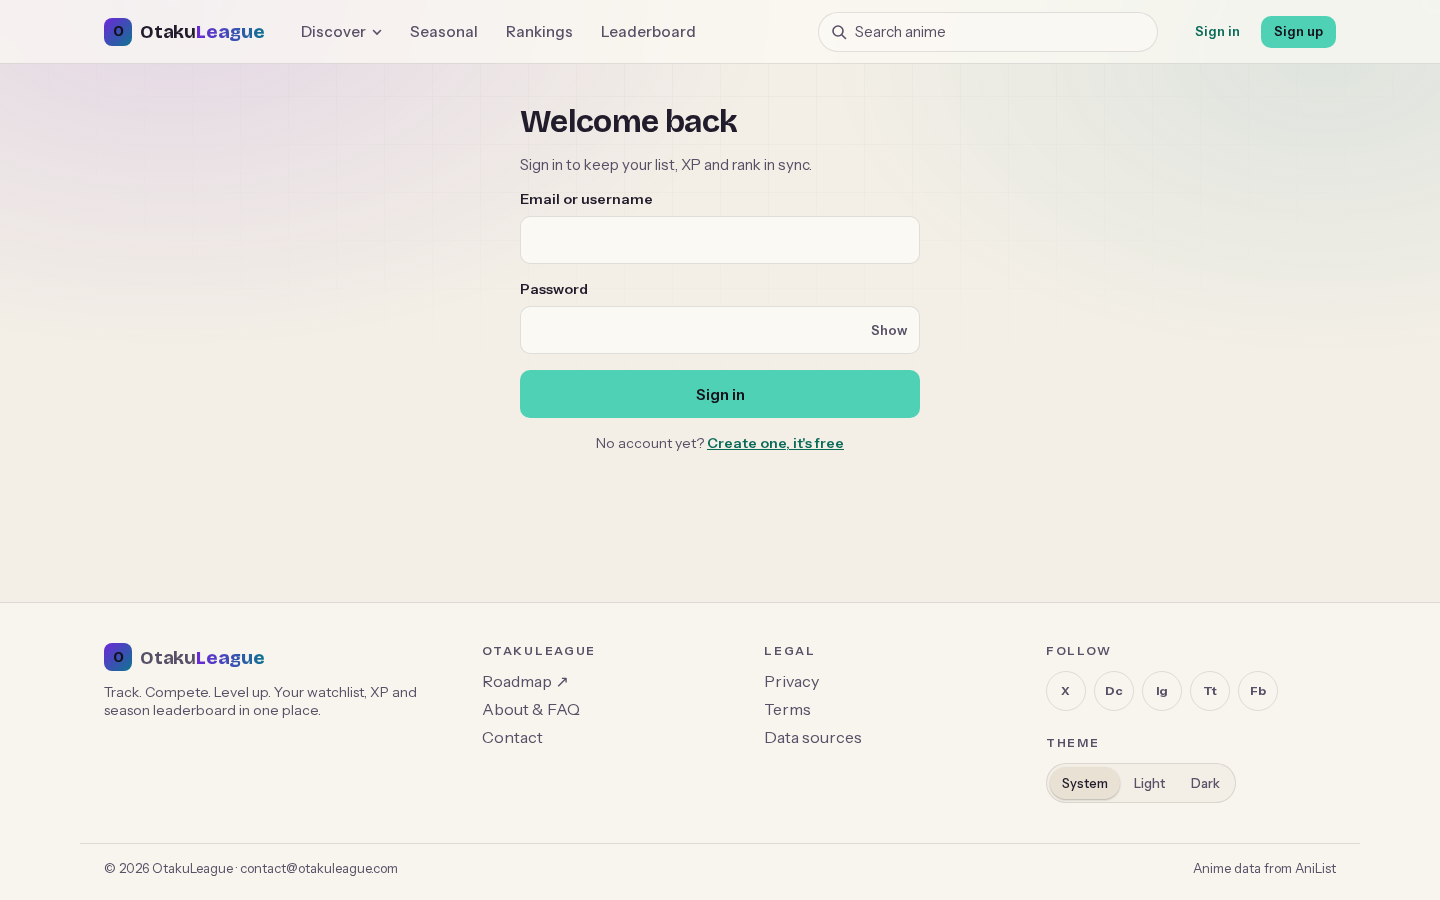 O OtakuLeague
Discover
Seasonal
Rankings
Leaderboard
Search anime
Sign in
Sign up
Welcome back
Sign in to keep your list, XP and rank in sync.
Email or username
Password
Show
Sign in
No account yet? Create one, it's free
O OtakuLeague
Track. Compete. Level up. Your watchlist, XP and
season leaderboard in one place.
OTAKULEAGUE
Roadmap ↗
About & FAQ
Contact
LEGAL
Privacy
Terms
Data sources
FOLLOW
X Dc Ig Tt Fb
THEME
System Light Dark
© 2026 OtakuLeague · contact@otakuleague.com
Anime data from AniList